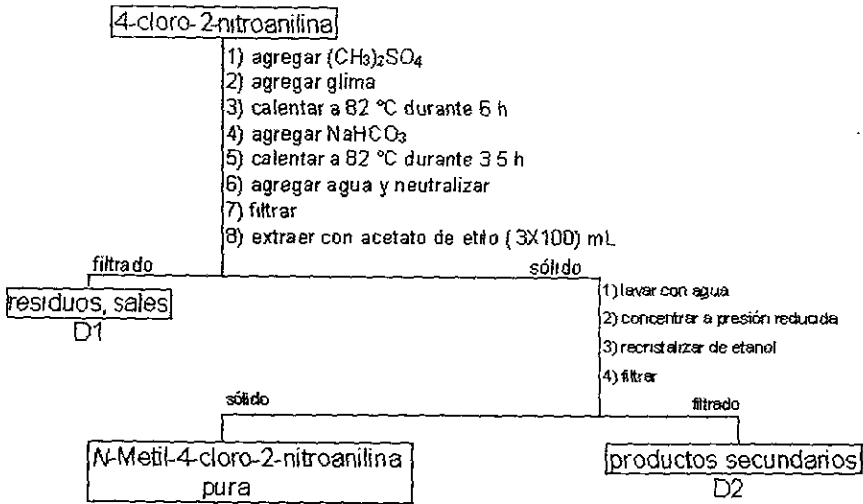 4-cloro-2-nitroanilina
1) agregar (CH3)2SO4
2) agregar glima
3) calentar a 82 °C durante 6 h
4) agregar NaHCO3
5) calentar a 82 °C durante 3 5 h
6) agregar agua y neutralizar
7) filtrar
8) extraer con acetato de etilo (3X100) mL
filtrado
sólido
residuos, sales
D1
1) lavar con agua
2) concentrar a presión reducida
3) recristalizar de etanol
4) filtrar
sólido
filtrado
N-Metil-4-cloro-2-nitroanilina
pura
productos secundarios
D2